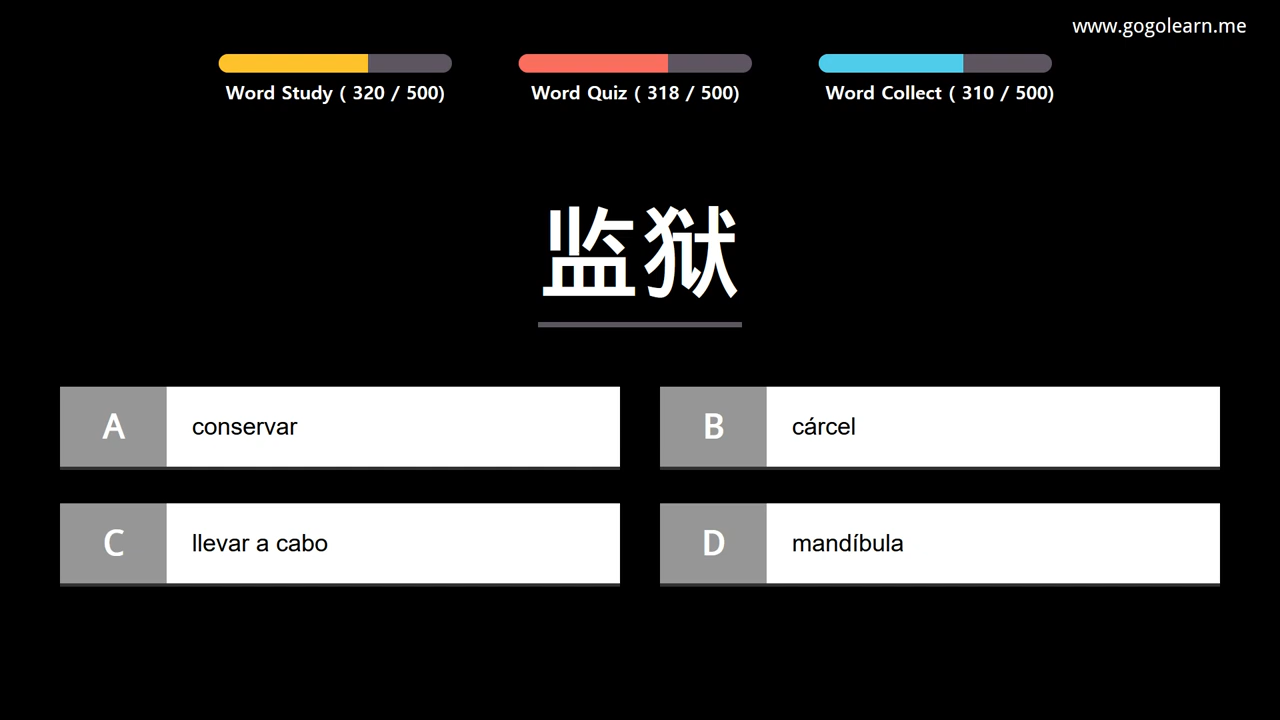 www.gogolearn.me
Word Study ( 320 / 500)
Word Quiz ( 318 / 500)
Word Collect ( 310 / 500)
监狱
A conservar
B cárcel
C llevar a cabo
D mandíbula